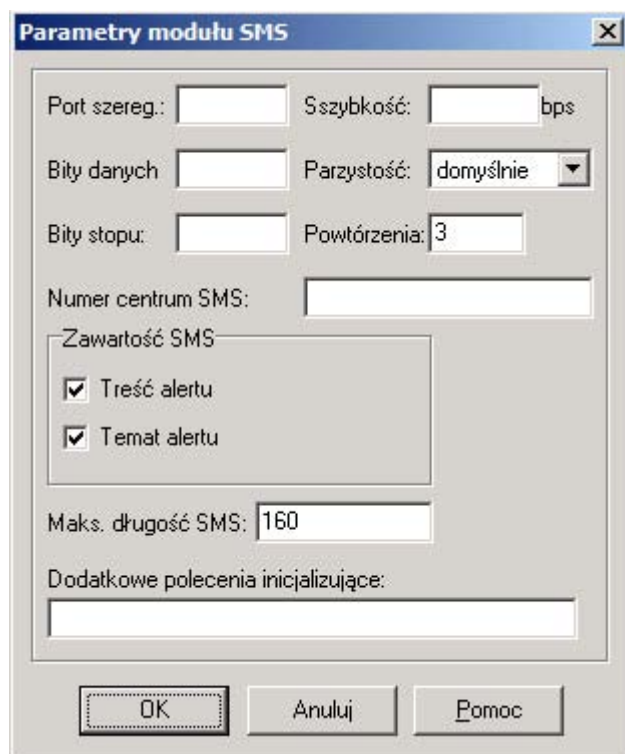 Parametry modułu SMS
Port szereg.: Sszybkość: bps
Bity danych Parzystość: domyślnie
Bity stopu: Powtórzenia: 3
Numer centrum SMS:
Zawartość SMS
Treść alertu
Temat alertu
Maks. długość SMS: 160
Dodatkowe polecenia inicjalizujące:
OK Anuluj Pomoc